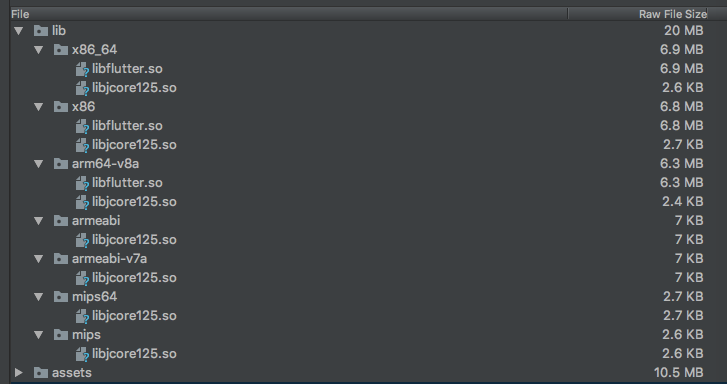 File Raw File Size
lib 20 MB
x86_64 6.9 MB
libflutter.so 6.9 MB
libjcore125.so 2.6 KB
x86 6.8 MB
libflutter.so 6.8 MB
libjcore125.so 2.7 KB
arm64-v8a 6.3 MB
libflutter.so 6.3 MB
libjcore125.so 2.4 KB
armeabi 7 KB
libjcore125.so 7 KB
armeabi-v7a 7 KB
libjcore125.so 7 KB
mips64 2.7 KB
libjcore125.so 2.7 KB
mips 2.6 KB
libjcore125.so 2.6 KB
assets 10.5 MB